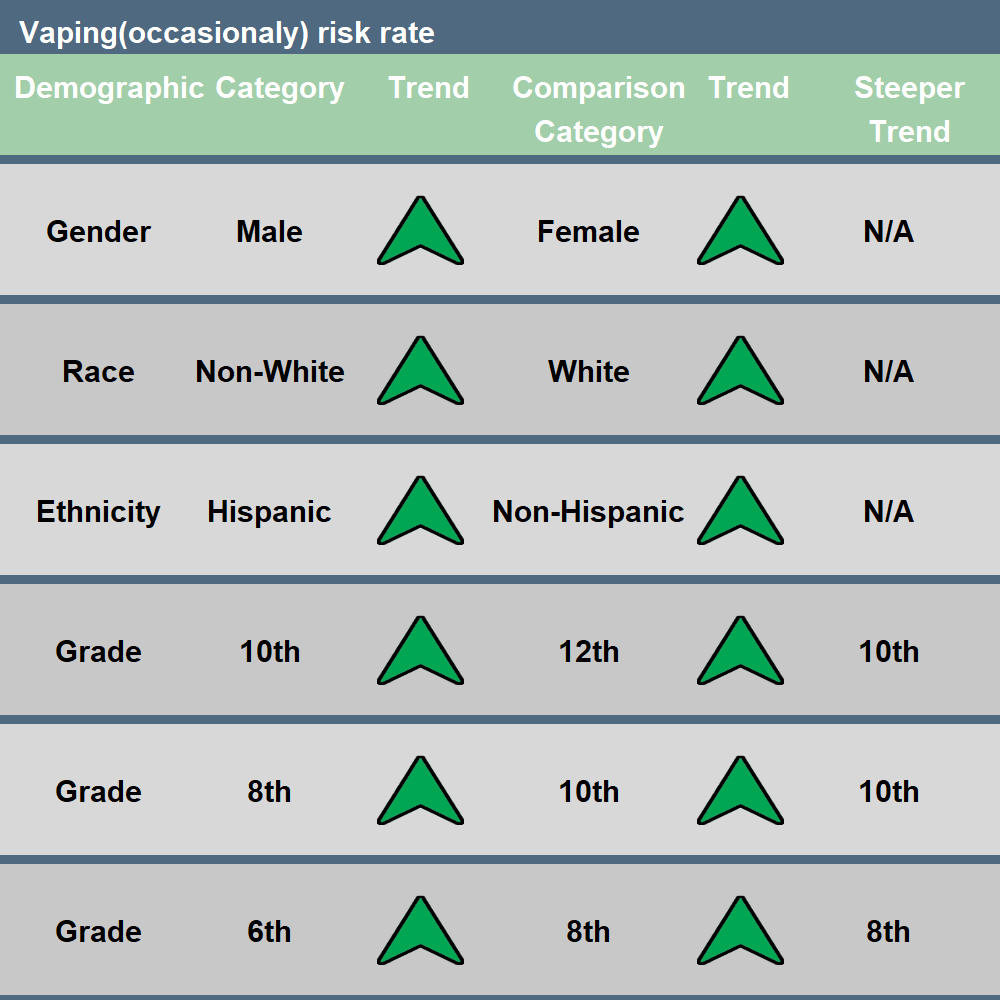 Vaping(occasionaly) risk rate
Demographic Category Trend Comparison Category Trend Steeper Trend
Gender Male Female N/A
Race Non-White White N/A
Ethnicity Hispanic Non-Hispanic N/A
Grade 10th 12th 10th
Grade 8th 10th 10th
Grade 6th 8th 8th